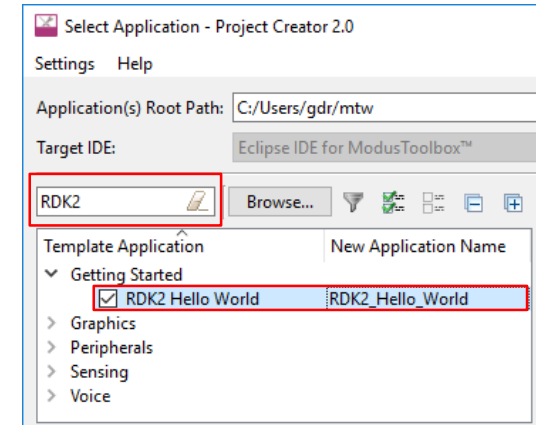 Select Application - Project Creator 2.0
Settings Help
Application(s) Root Path: C:/Users/gdr/mtw
Target IDE: Eclipse IDE for ModusToolbox™
RDK2 Browse...
Template Application New Application Name
Getting Started
RDK2 Hello World RDK2_Hello_World
Graphics
Peripherals
Sensing
Voice